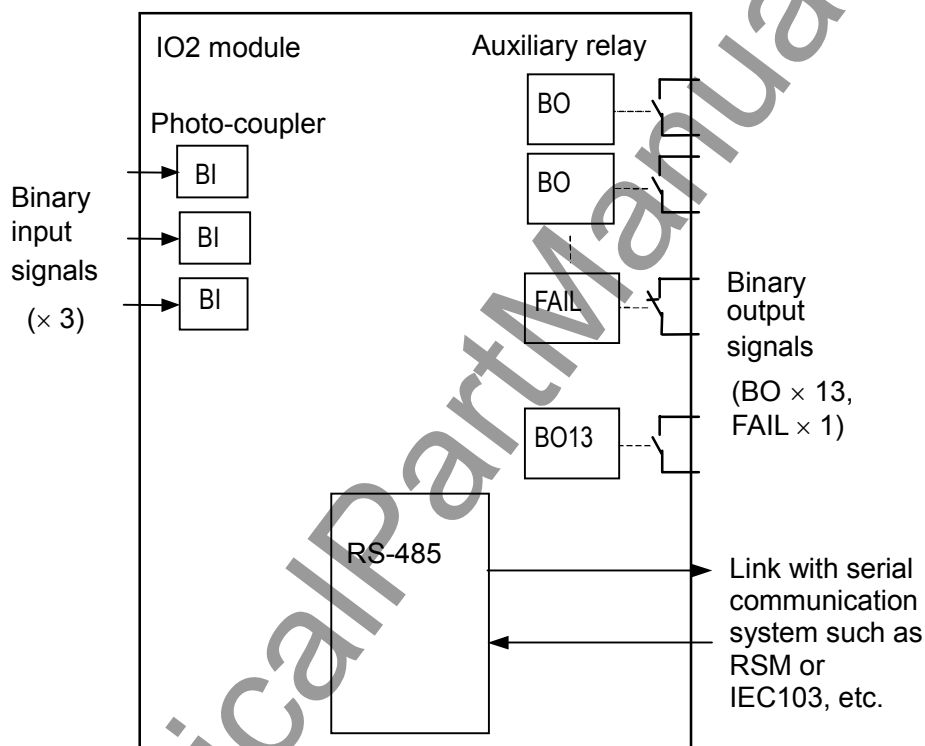 IO2 module
Auxiliary relay
Photo-coupler
BI
BI
BI
Binary
input
signals
(× 3)
BO
BO
FAIL
BO13
Binary
output
signals
(BO × 13,
FAIL × 1)
RS-485
Link with serial
communication
system such as
RSM or
IEC103, etc.
icalPartManua